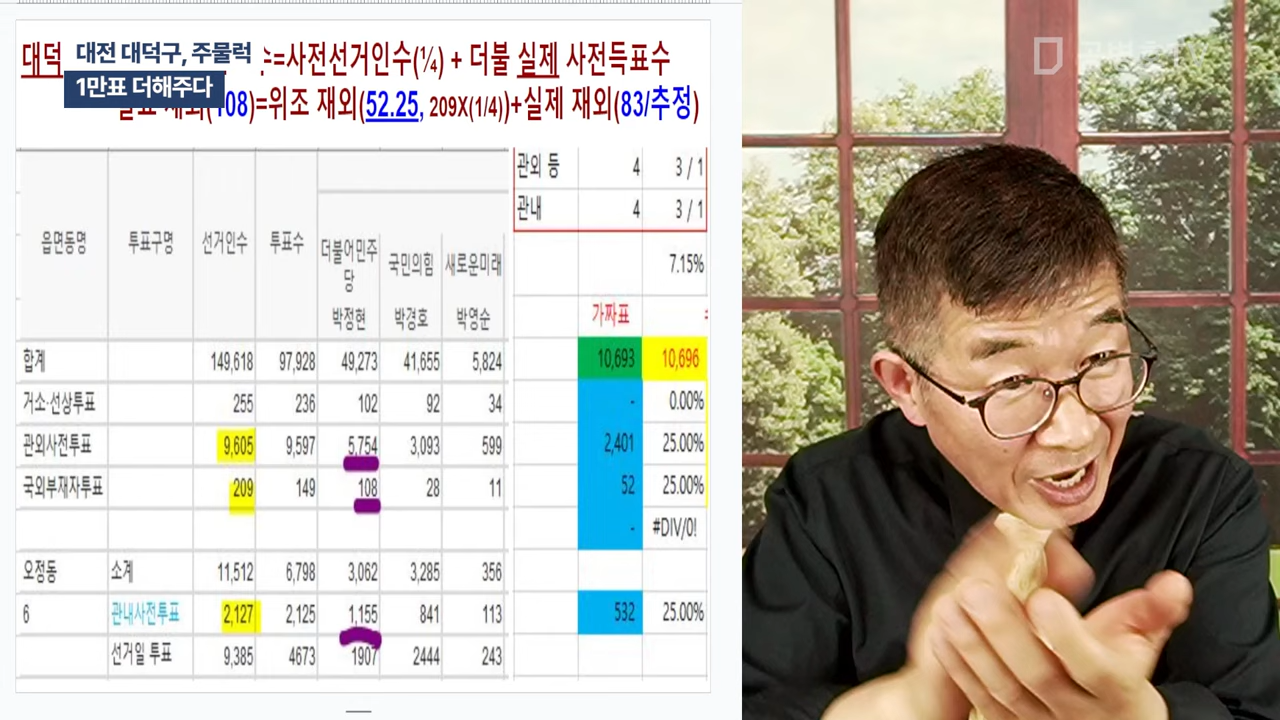 대덕
대전 대덕구, 주물럭
1만표 더해주다
=사전선거인수(¼) + 더불 실제 사전득표수
08)=위조 재외(52.25, 209X(1/4))+실제 재외(83/추정)
읍면동명 투표구명 선거인수 투표수 더불어민주당 박정현 국민의힘 박경호 새로운미래 박영순
합계 149,618 97,928 49,273 41,655 5,824
거소·선상투표 255 236 102 92 34
관외사전투표 9,605 9,597 5,754 3,093 599
국외부재자투표 209 149 108 28 11
오정동 소계 11,512 6,798 3,062 3,285 356
6 관내사전투표 2,127 2,125 1,155 841 113
선거일 투표 9,385 4673 1907 2444 243
관외 등 4 3 / 1
관내 4 3 / 1
7.15%
가짜표
10,693 10,696
- 0.00%
2,401 25.00%
52 25.00%
- #DIV/0!
532 25.00%